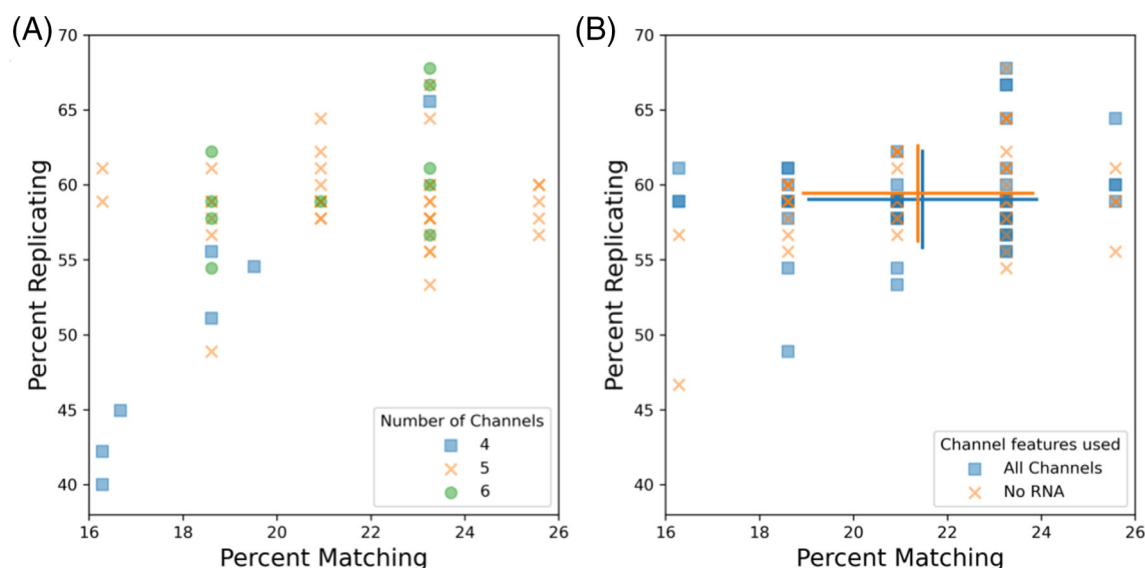 (A)
70
65
60
55
50
45
40
Percent Replicating
Number of Channels
4
5
6
16 18 20 22 24 26
Percent Matching
(B)
70
65
60
55
50
45
40
Percent Replicating
Channel features used
All Channels
No RNA
16 18 20 22 24 26
Percent Matching